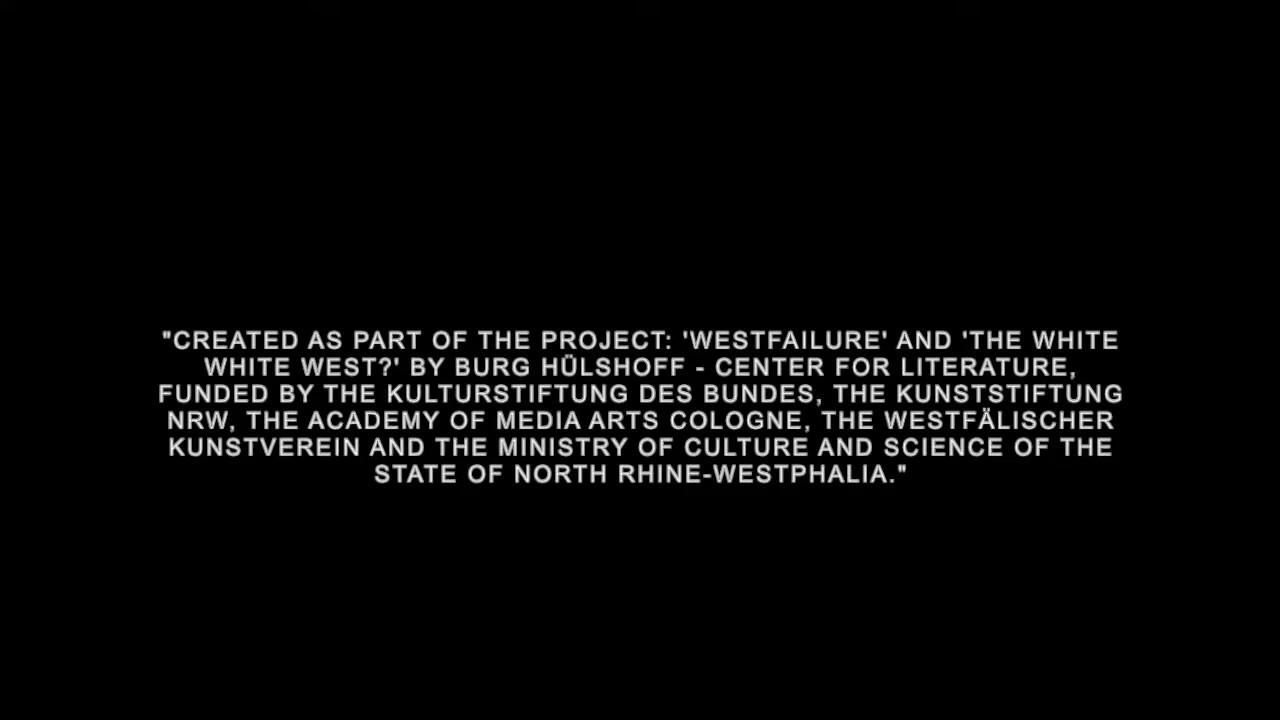 "CREATED AS PART OF THE PROJECT: 'WESTFAILURE' AND 'THE WHITE
WHITE WEST?' BY BURG HÜLSHOFF - CENTER FOR LITERATURE,
FUNDED BY THE KULTURSTIFTUNG DES BUNDES, THE KUNSTSTIFTUNG
NRW, THE ACADEMY OF MEDIA ARTS COLOGNE, THE WESTFÄLISCHER
KUNSTVEREIN AND THE MINISTRY OF CULTURE AND SCIENCE OF THE
STATE OF NORTH RHINE-WESTPHALIA."